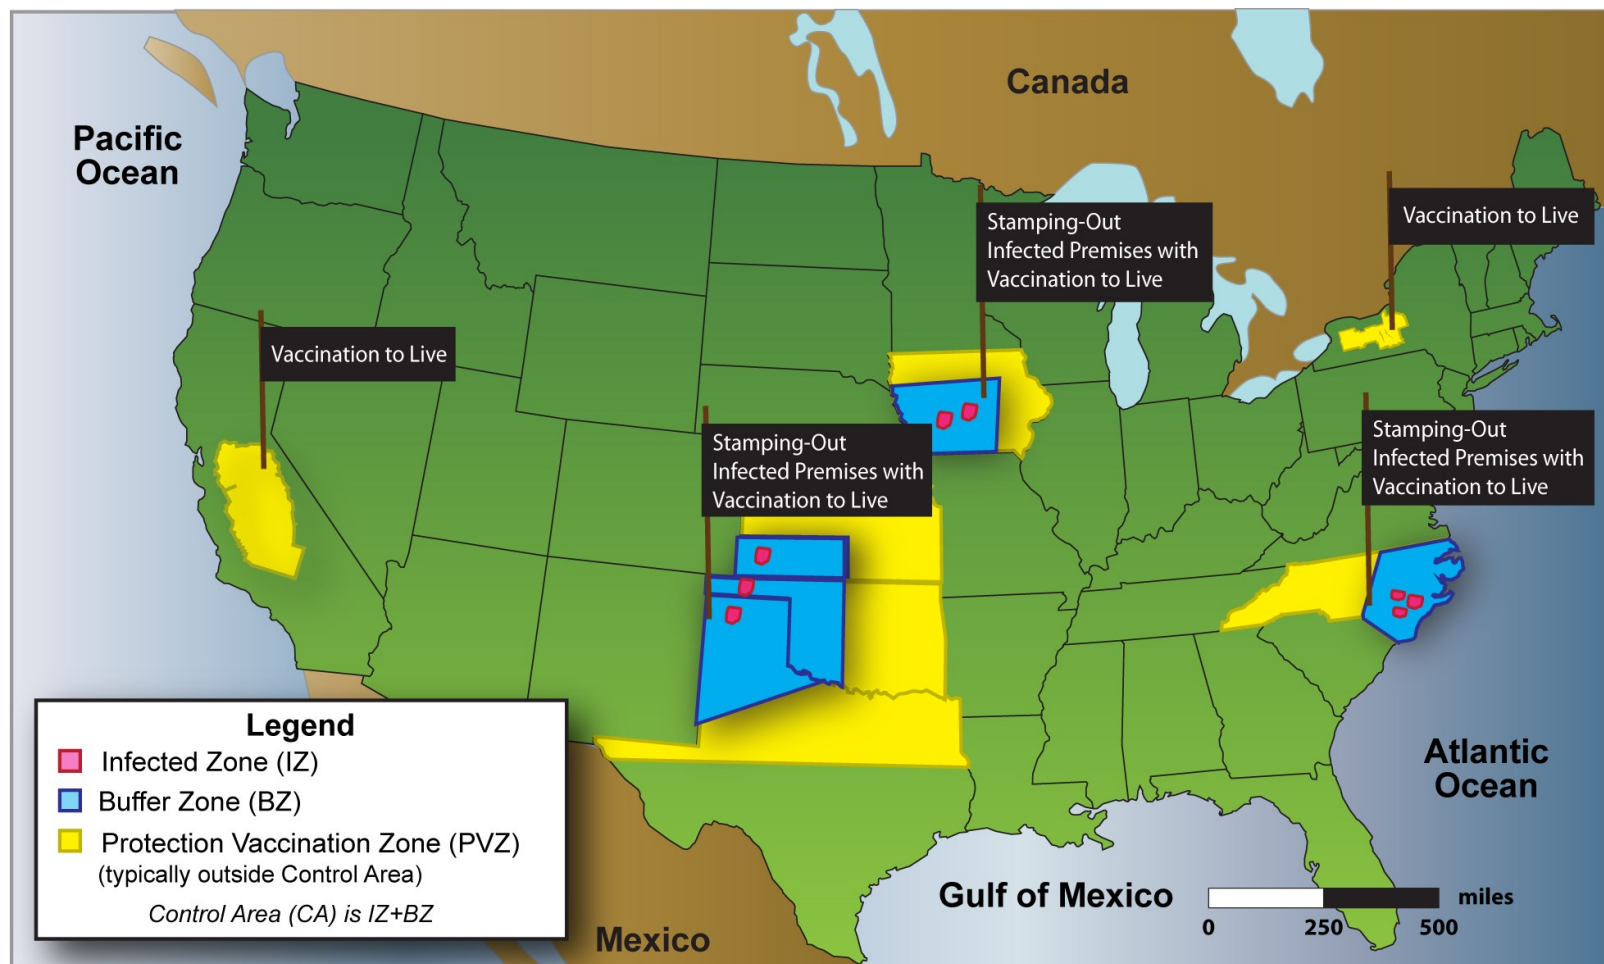 Canada
Pacific
Ocean
Vaccination to Live
Stamping-Out
Infected Premises with
Vaccination to Live
Vaccination to Live
Stamping-Out
Infected Premises with
Vaccination to Live
Stamping-Out
Infected Premises with
Vaccination to Live
Legend
Infected Zone (IZ)
Buffer Zone (BZ)
Protection Vaccination Zone (PVZ)
(typically outside Control Area)
Control Area (CA) is IZ+BZ
Atlantic
Ocean
Gulf of Mexico
miles
0 250 500
Mexico